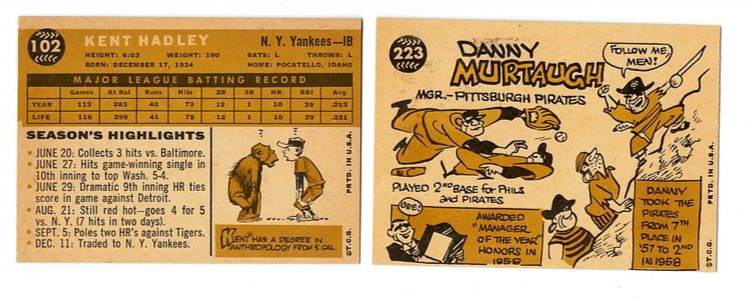 102
KENT HADLEY
N. Y. Yankees—1B
HEIGHT: 6:03 WEIGHT: 190 BATS: L THROWS: L
BORN: DECEMBER 17, 1934 HOME: POCATELLO, IDAHO
MAJOR LEAGUE BATTING RECORD
Games At Bat Runs Hits 2B 3B HR RBI Avg
YEAR 113 283 40 73 12 1 10 39 .253
LIFE 116 299 41 75 12 1 10 39 .251
SEASON'S HIGHLIGHTS
• JUNE 20: Collects 3 hits vs. Baltimore.
• JUNE 27: Hits game-winning single in
10th inning to top Wash. 5-4.
• JUNE 29: Dramatic 9th inning HR ties
score in game against Detroit.
• AUG. 21: Still red hot—goes 4 for 5
vs. N. Y. (7 hits in two days).
• SEPT. 5: Poles two HR's against Tigers.
• DEC. 11: Traded to N. Y. Yankees.
KENT HAS A DEGREE IN
ANTHROPOLOGY FROM S. CAL.
©T.C.G. PRTD. IN U.S.A.
223
DANNY
MURTAUGH
MGR.-PITTSBURGH PIRATES
FOLLOW ME,
MEN!
PLAYED 2ND BASE for PHILS
and PIRATES
GEE!
AWARDED
"MANAGER
OF THE YEAR"
HONORS IN
1958
DANNY
TOOK THE
PIRATES
FROM 7TH
PLACE IN
'57 TO 2ND
IN 1958
©T.C.G. PRTD. IN U.S.A.